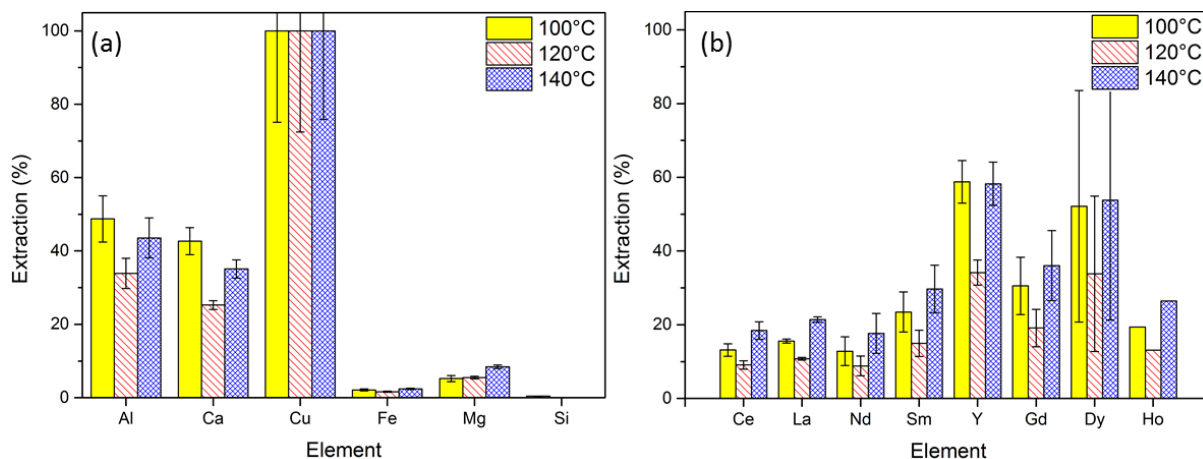 (a)
100°C
120°C
140°C
100
80
60
40
20
0
Extraction (%)
Al Ca Cu Fe Mg Si
Element
(b)
100°C
120°C
140°C
100
80
60
40
20
0
Extraction (%)
Ce La Nd Sm Y Gd Dy Ho
Element